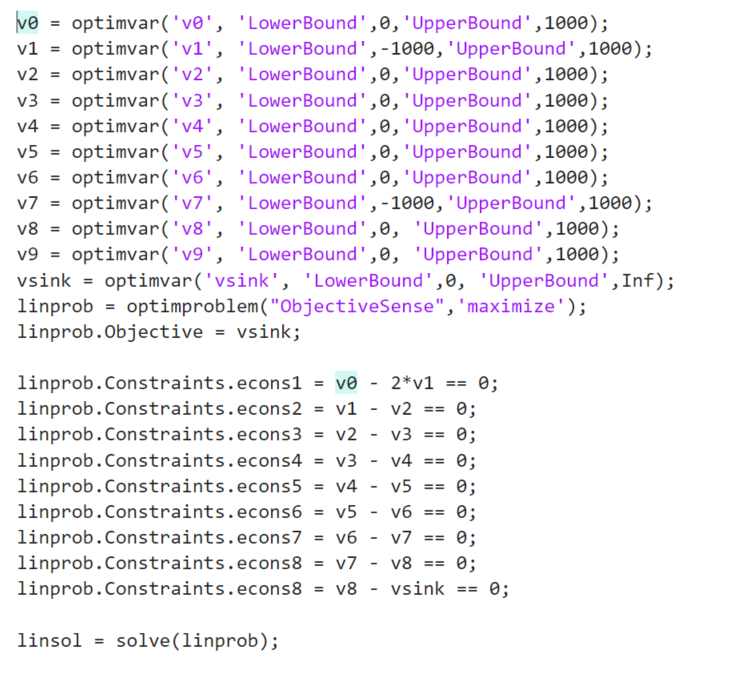 v0 = optimvar('v0', 'LowerBound',0,'UpperBound',1000);
v1 = optimvar('v1', 'LowerBound',-1000,'UpperBound',1000);
v2 = optimvar('v2', 'LowerBound',0,'UpperBound',1000);
v3 = optimvar('v3', 'LowerBound',0,'UpperBound',1000);
v4 = optimvar('v4', 'LowerBound',0,'UpperBound',1000);
v5 = optimvar('v5', 'LowerBound',0,'UpperBound',1000);
v6 = optimvar('v6', 'LowerBound',0,'UpperBound',1000);
v7 = optimvar('v7', 'LowerBound',-1000,'UpperBound',1000);
v8 = optimvar('v8', 'LowerBound',0, 'UpperBound',1000);
v9 = optimvar('v9', 'LowerBound',0, 'UpperBound',1000);
vsink = optimvar('vsink', 'LowerBound',0, 'UpperBound',Inf);
linprob = optimproblem("ObjectiveSense",'maximize');
linprob.Objective = vsink;
linprob.Constraints.econs1 = v0 - 2*v1 == 0;
linprob.Constraints.econs2 = v1 - v2 == 0;
linprob.Constraints.econs3 = v2 - v3 == 0;
linprob.Constraints.econs4 = v3 - v4 == 0;
linprob.Constraints.econs5 = v4 - v5 == 0;
linprob.Constraints.econs6 = v5 - v6 == 0;
linprob.Constraints.econs7 = v6 - v7 == 0;
linprob.Constraints.econs8 = v7 - v8 == 0;
linprob.Constraints.econs8 = v8 - vsink == 0;
linsol = solve(linprob);